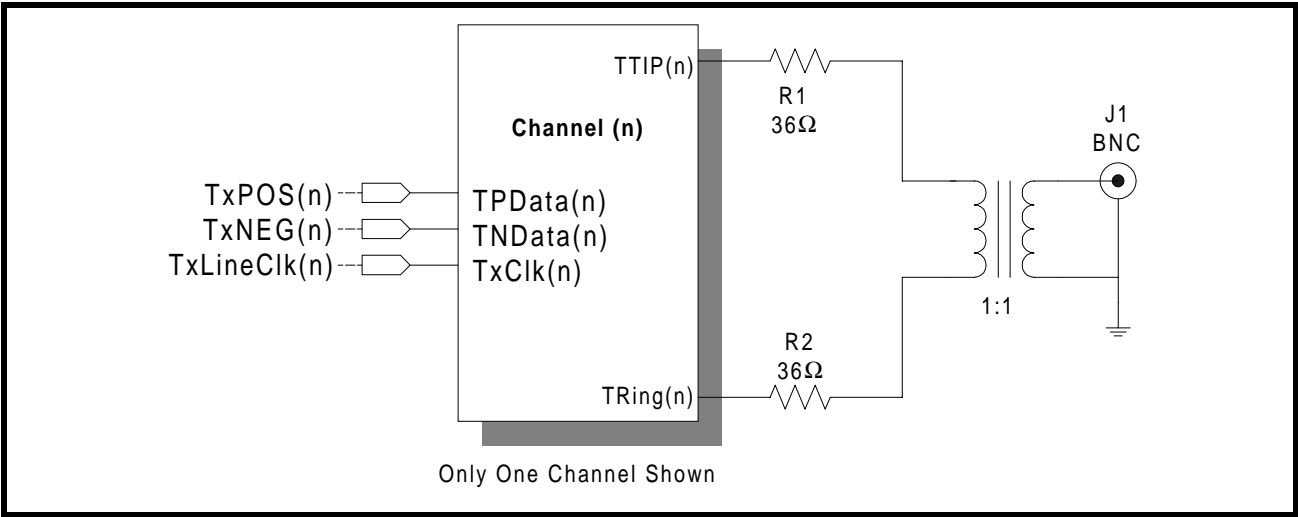 TTIP(n)
R1
36Ω
Channel (n)
J1
BNC
TxPOS(n)
TPData(n)
TxNEG(n)
TNData(n)
TxLineClk(n)
TxClk(n)
1:1
R2
36Ω
TRing(n)
Only One Channel Shown